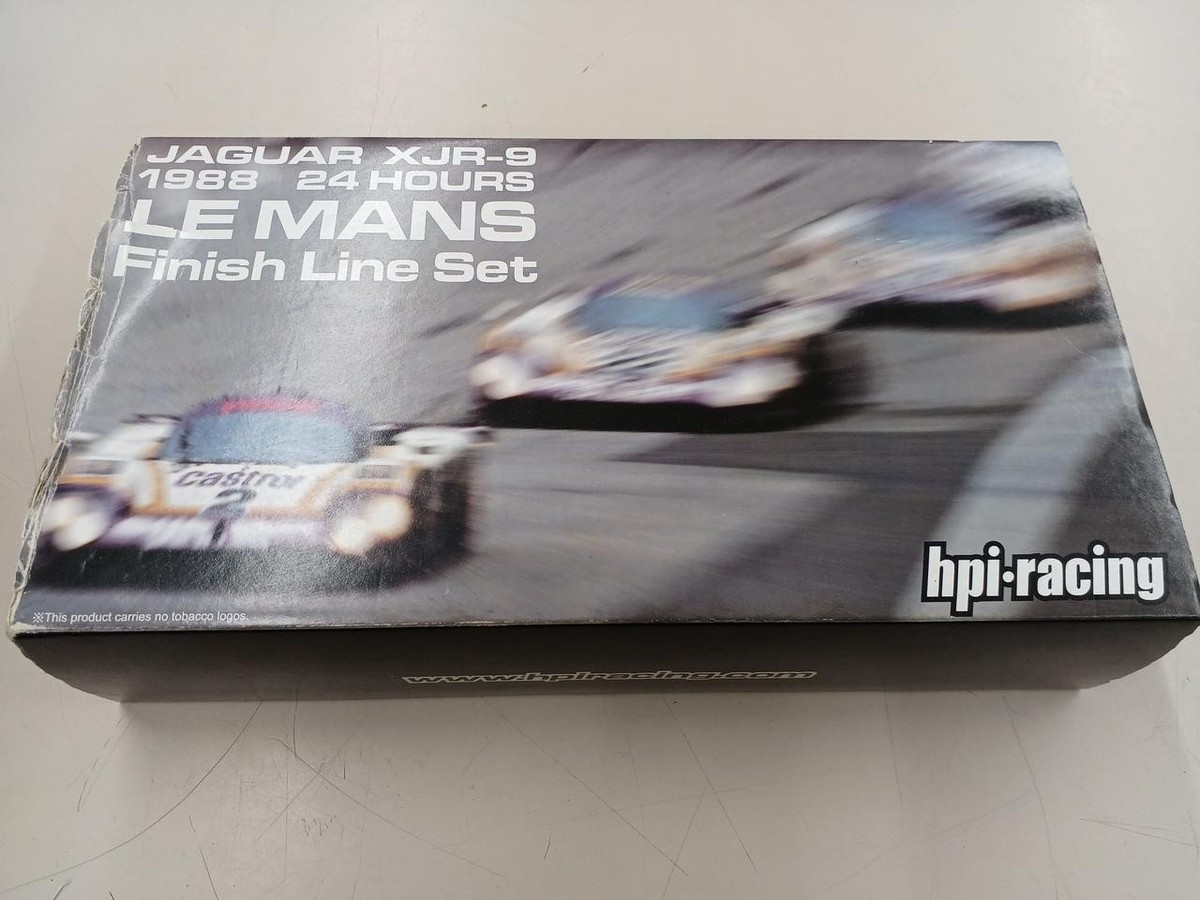 JAGUAR XJR-9
1988 24 HOURS
LE MANS
Finish Line Set
Castrol
2
hpi·racing
※This product carries no tobacco logos.
www.hpiracing.com